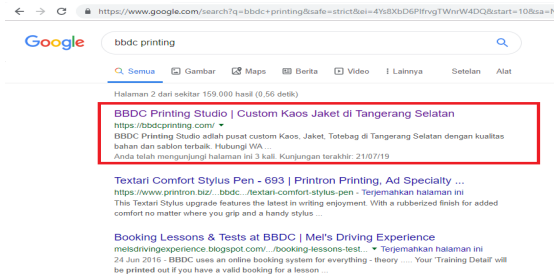 https://www.google.com/search?q=bbdc+printing&safe=strict&ei=4Ys8XbD6PIfrvgTWnrW4DQ&start=10&sa=N
Google
bbdc printing
Semua Gambar Maps Berita Video Lainnya Setelan Alat
Halaman 2 dari sekitar 159.000 hasil (0,56 detik)
BBDC Printing Studio | Custom Kaos Jaket di Tangerang Selatan
https://bbdcprinting.com/
BBDC Printing Studio adlah pusat custom Kaos, Jaket, Totebag di Tangerang Selatan dengan kualitas
bahan dan sablon terbaik. Hubungi WA ...
Anda telah mengunjungi halaman ini 3 kali. Kunjungan terakhir: 21/07/19
Textari Comfort Stylus Pen - 693 | Printron Printing, Ad Specialty ...
https://www.printron.biz/...bbdc.../textari-comfort-stylus-pen - Terjemahkan halaman ini
This Textari Stylus upgrade features the latest in writing enjoyment. With a rubberized finish for added
comfort no matter where you grip and a handy stylus ...
Booking Lessons & Tests at BBDC | Mel's Driving Experience
melsdrivingexperience.blogspot.com/.../booking-lessons-test... Terjemahkan halaman ini
24 Jun 2016 - BBDC uses an online booking system for everything - theory ..... Your 'Training Detail' will
be printed out if you have a valid booking for a lesson ...